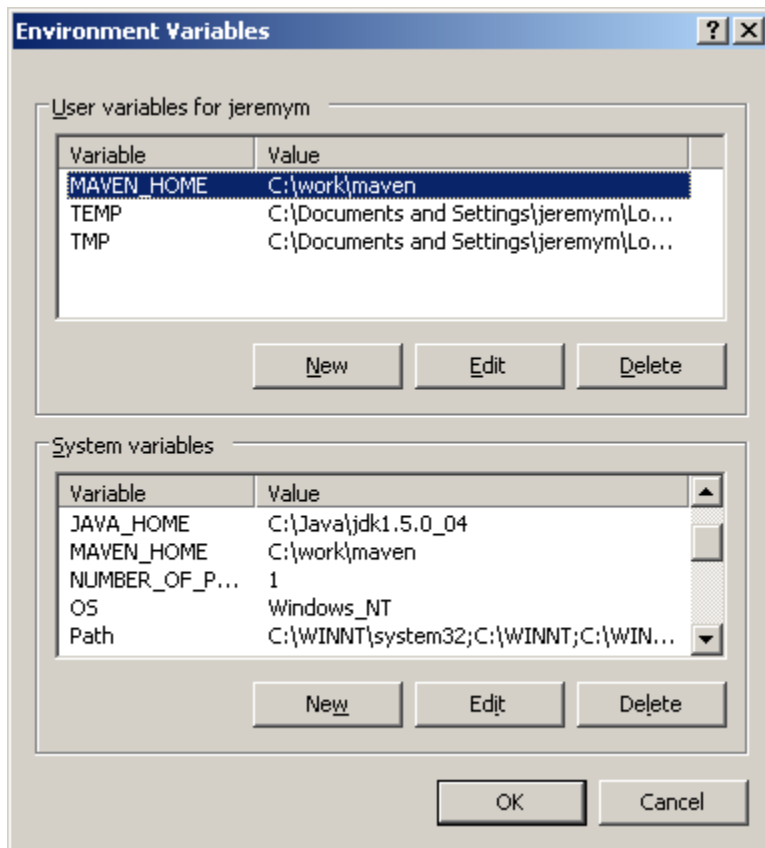 Environment Variables
User variables for jeremym
Variable Value
MAVEN_HOME C:\work\maven
TEMP C:\Documents and Settings\jeremym\Lo...
TMP C:\Documents and Settings\jeremym\Lo...
New Edit Delete
System variables
Variable Value
JAVA_HOME C:\Java\jdk1.5.0_04
MAVEN_HOME C:\work\maven
NUMBER_OF_P... 1
OS Windows_NT
Path C:\WINNT\system32;C:\WINNT;C:\WIN...
New Edit Delete
OK Cancel